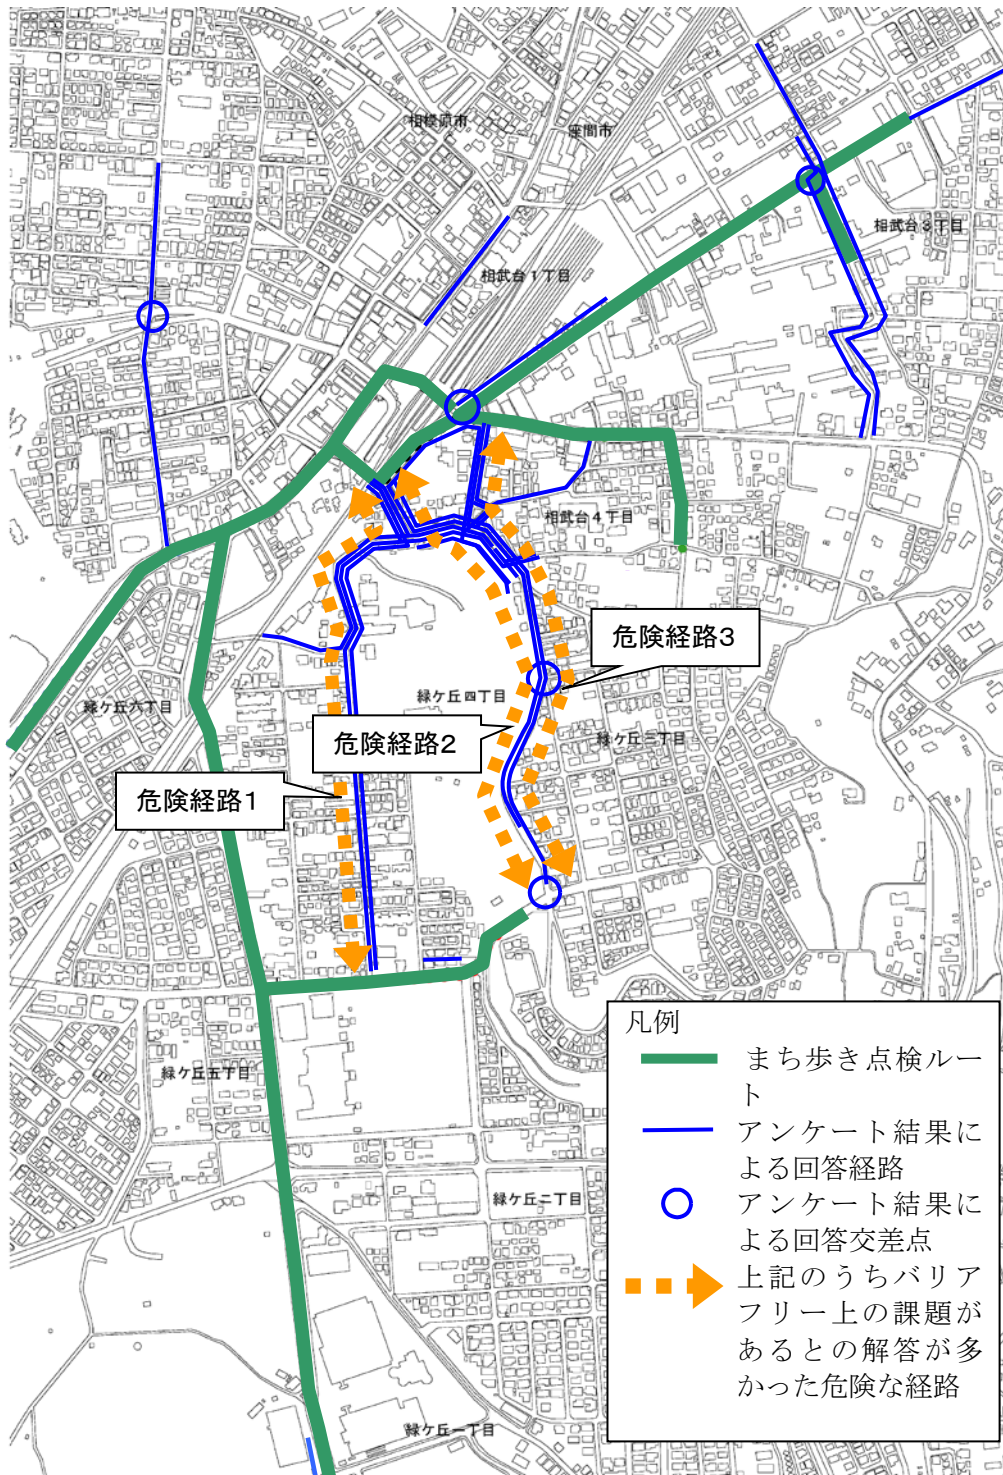 相模原市
座間市
相武台3丁目
相武台1丁目
相武台4丁目
危険経路3
緑ケ丘四丁目
緑ケ丘六丁目
緑ケ丘三丁目
危険経路2
危険経路1
凡例
まち歩き点検ルー
ト
アンケート結果に
よる回答経路
アンケート結果に
よる回答交差点
上記のうちバリア
フリー上の課題が
あるとの解答が多
かった危険な経路
緑ケ丘五丁目
緑ケ丘二丁目
緑ケ丘一丁目